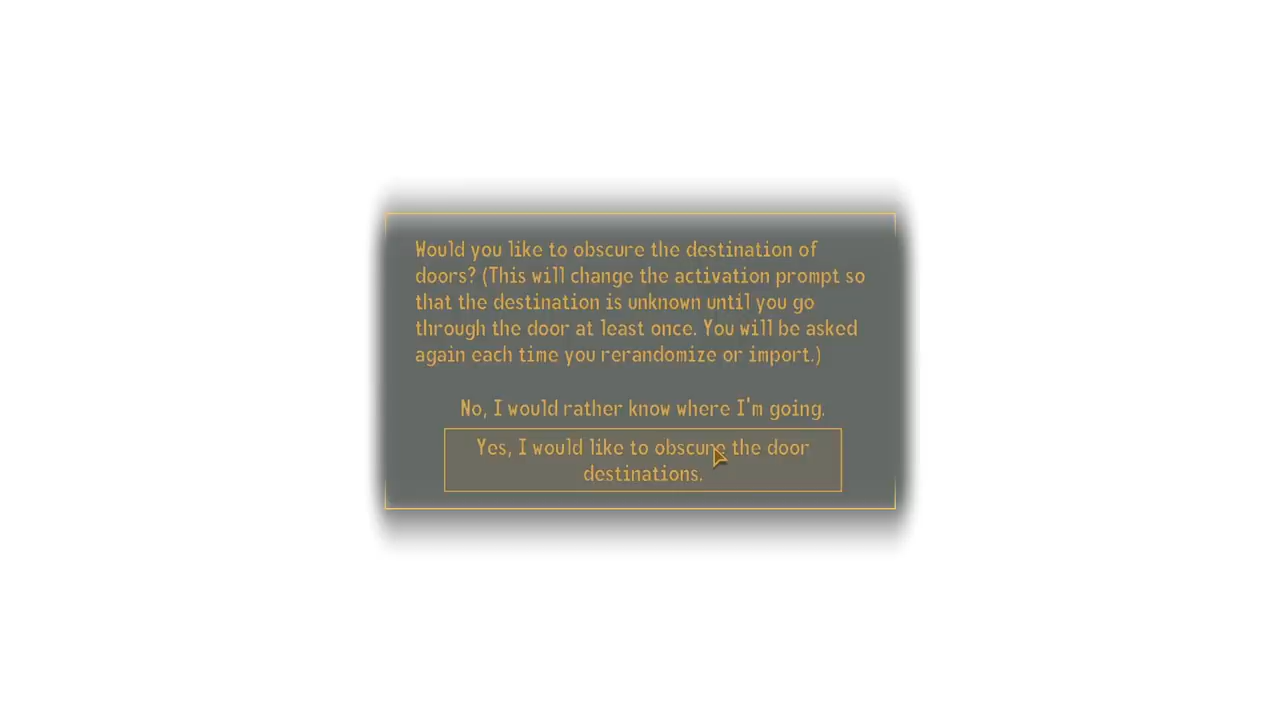 Would you like to obscure the destination of
doors? (This will change the activation prompt so
that the destination is unknown until you go
through the door at least once. You will be asked
again each time you rerandomize or import.)
No, I would rather know where I'm going.
Yes, I would like to obscure the door
destinations.